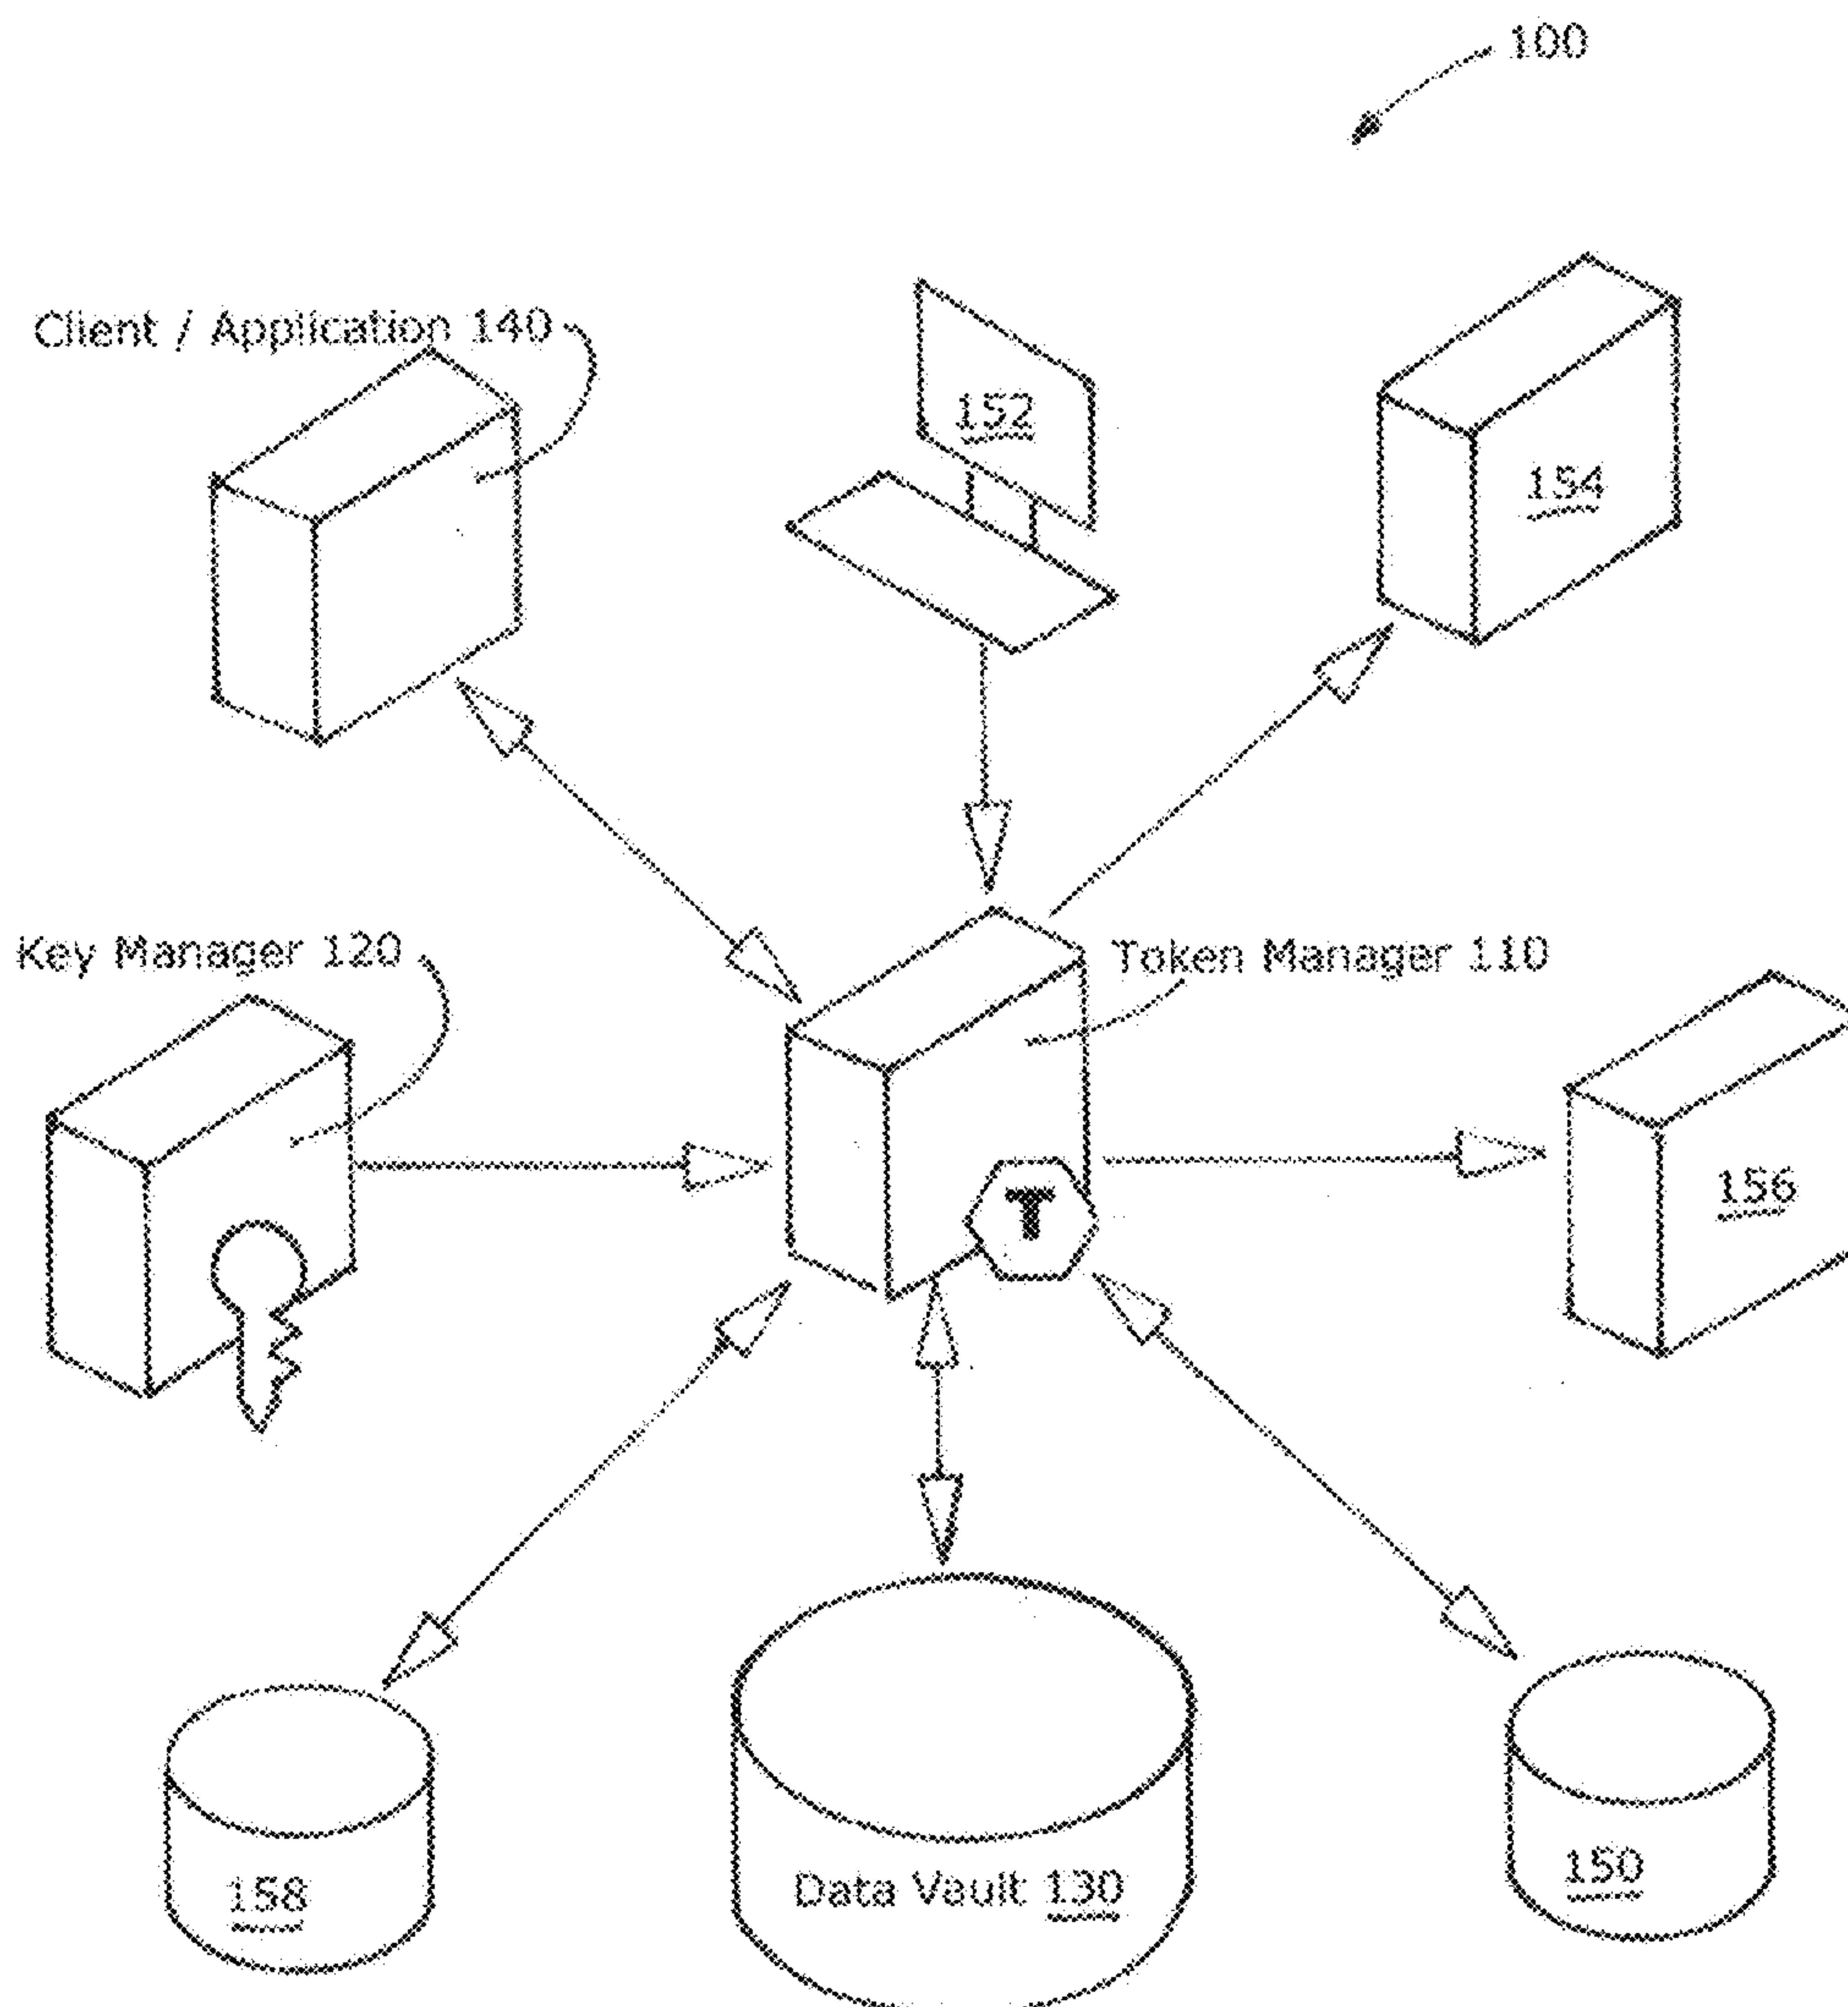 100
Client / Application 140
152
154
Key Manager 120
Token Manager 110
T
156
158
Data Vault 130
150